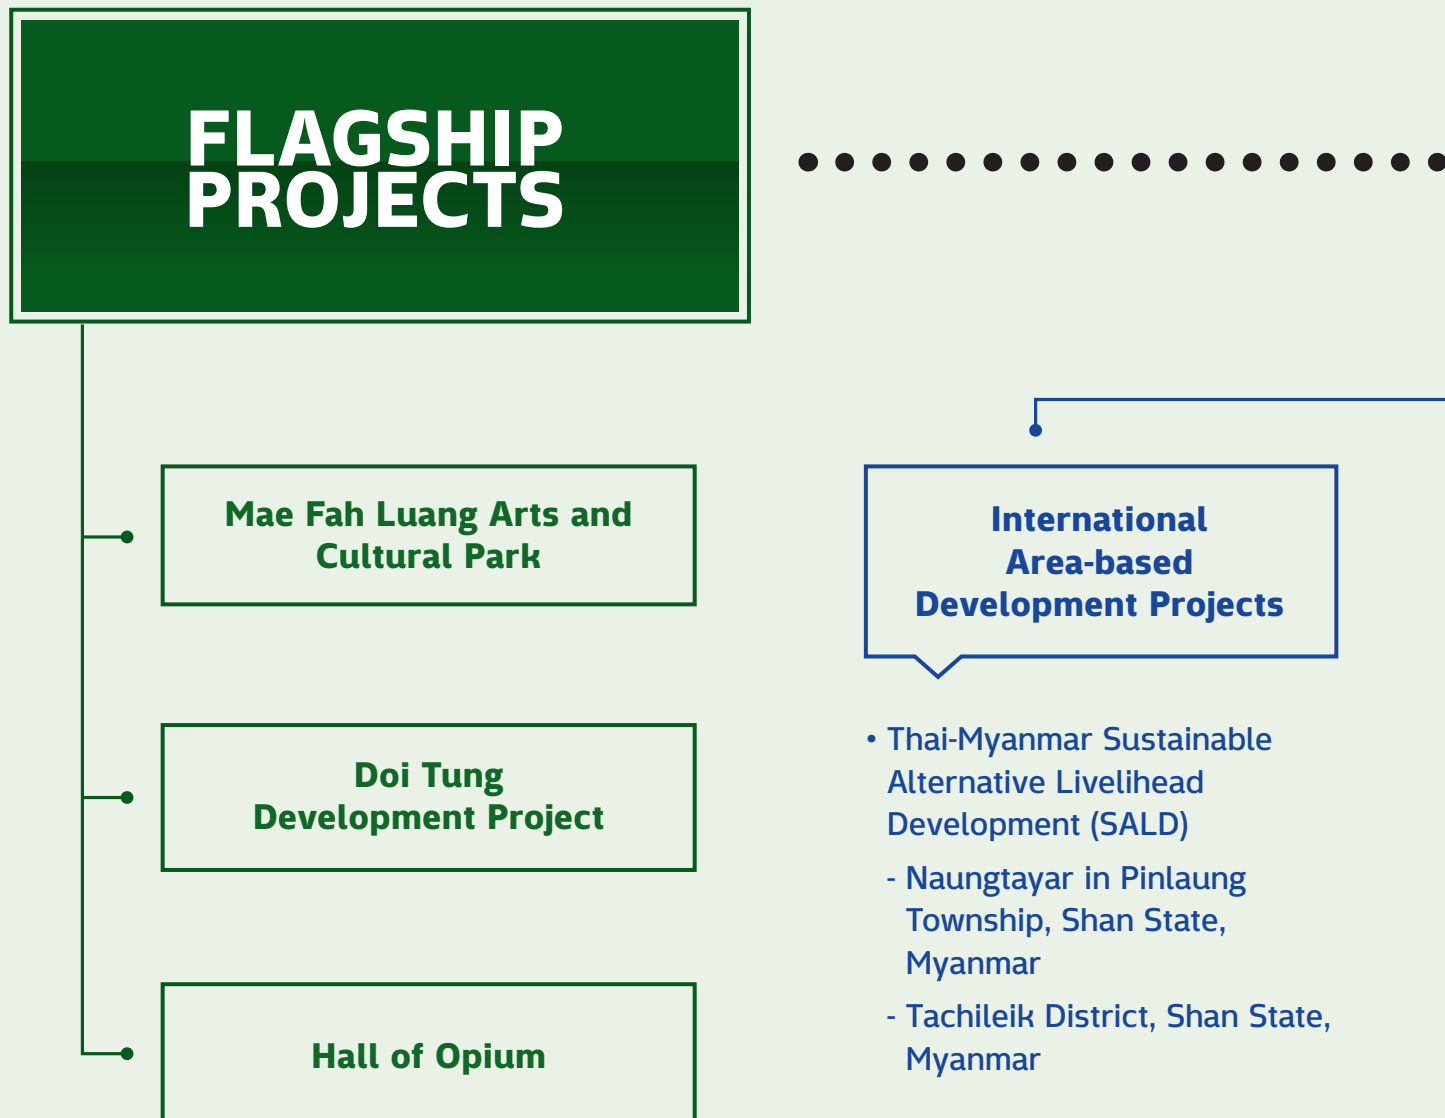 FLAGSHIP
PROJECTS
Mae Fah Luang Arts and
Cultural Park
Doi Tung
Development Project
Hall of Opium
International
Area-based
Development Projects
• Thai-Myanmar Sustainable
Alternative Livelihead
Development (SALD)
- Naungtayar in Pinlaung
Township, Shan State,
Myanmar
- Tachileik District, Shan State,
Myanmar